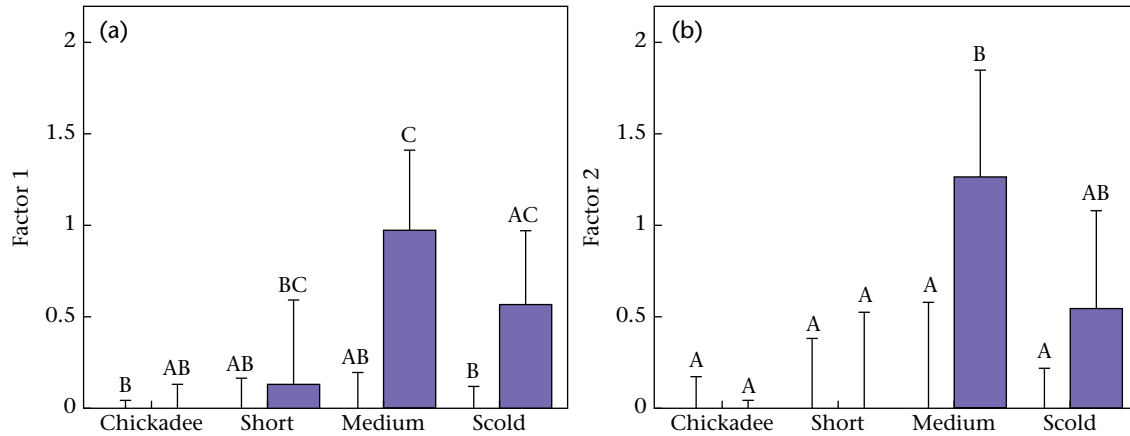 (a)
Factor 1
2
1.5
1
0.5
0
B
AB
AB
BC
AB
C
B
AC
Chickadee Short Medium Scold
(b)
Factor 2
2
1.5
1
0.5
0
A
A
A
A
A
B
A
AB
Chickadee Short Medium Scold